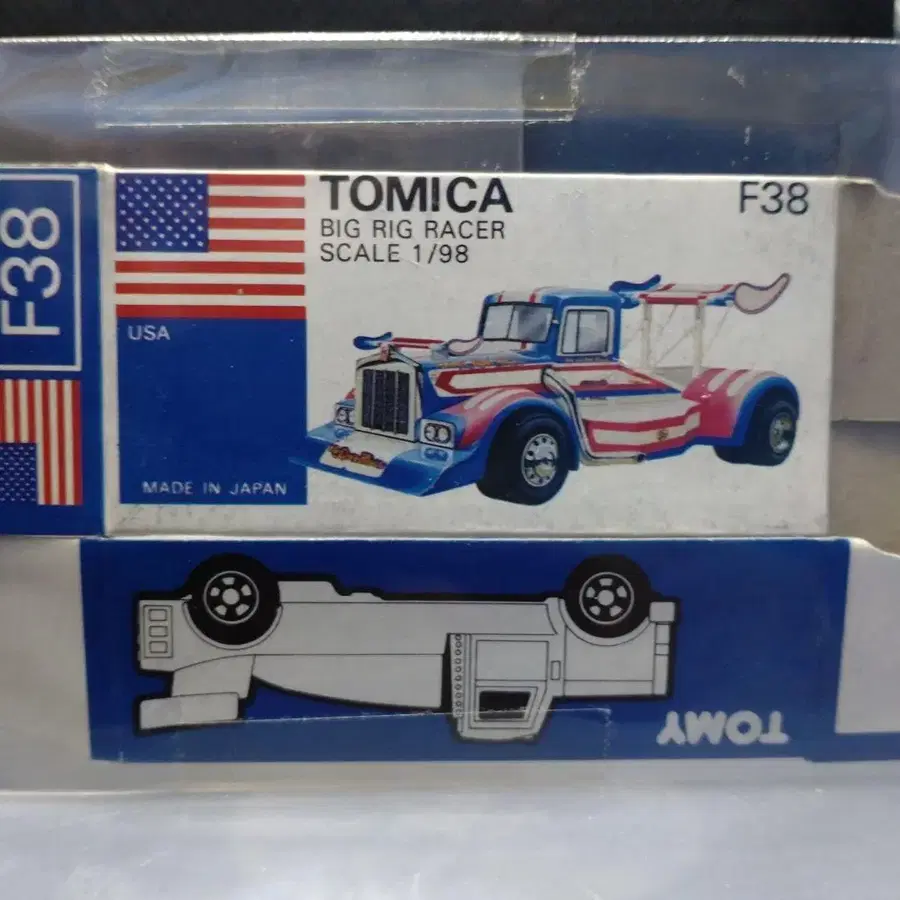 F38
TOMICA
BIG RIG RACER
SCALE 1/98
F38
USA
MADE IN JAPAN
TOMY